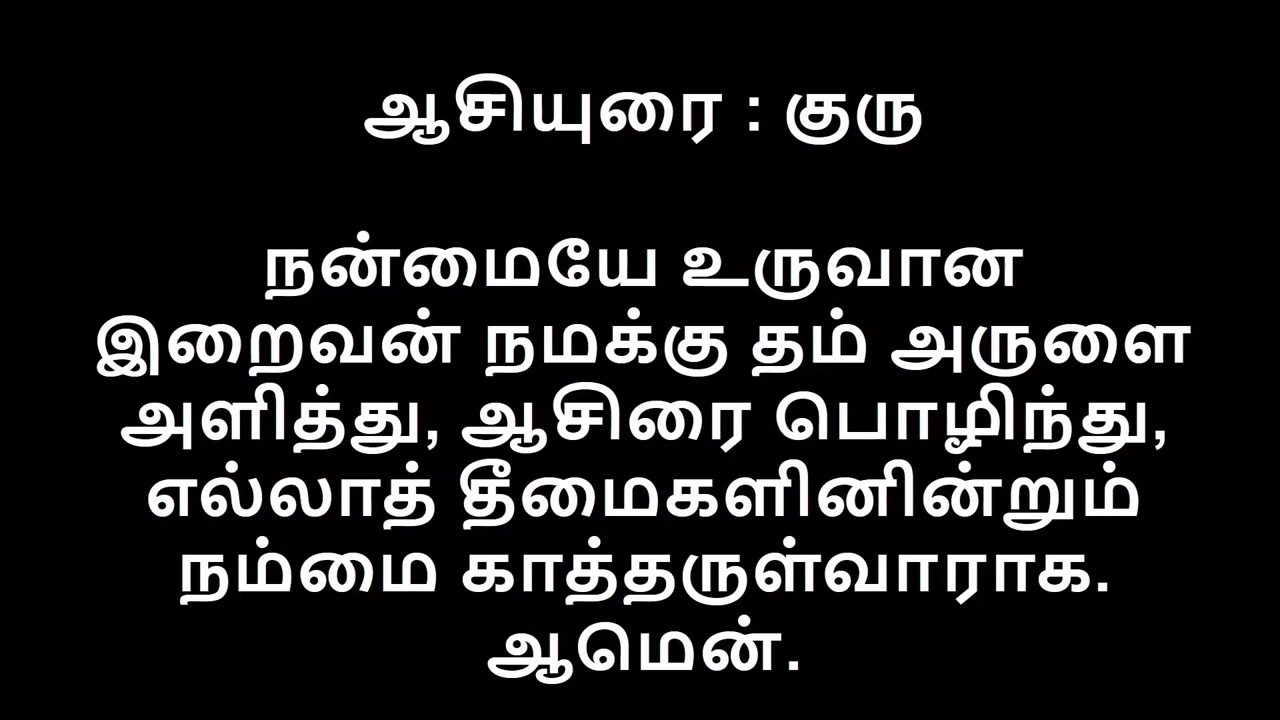 ஆசியுரை : குரு
நன்மையே உருவான
இறைவன் நமக்கு தம் அருளை
அளித்து, ஆசிரை பொழிந்து,
எல்லாத் தீமைகளினின்றும்
நம்மை காத்தருள்வாராக.
ஆமென்.